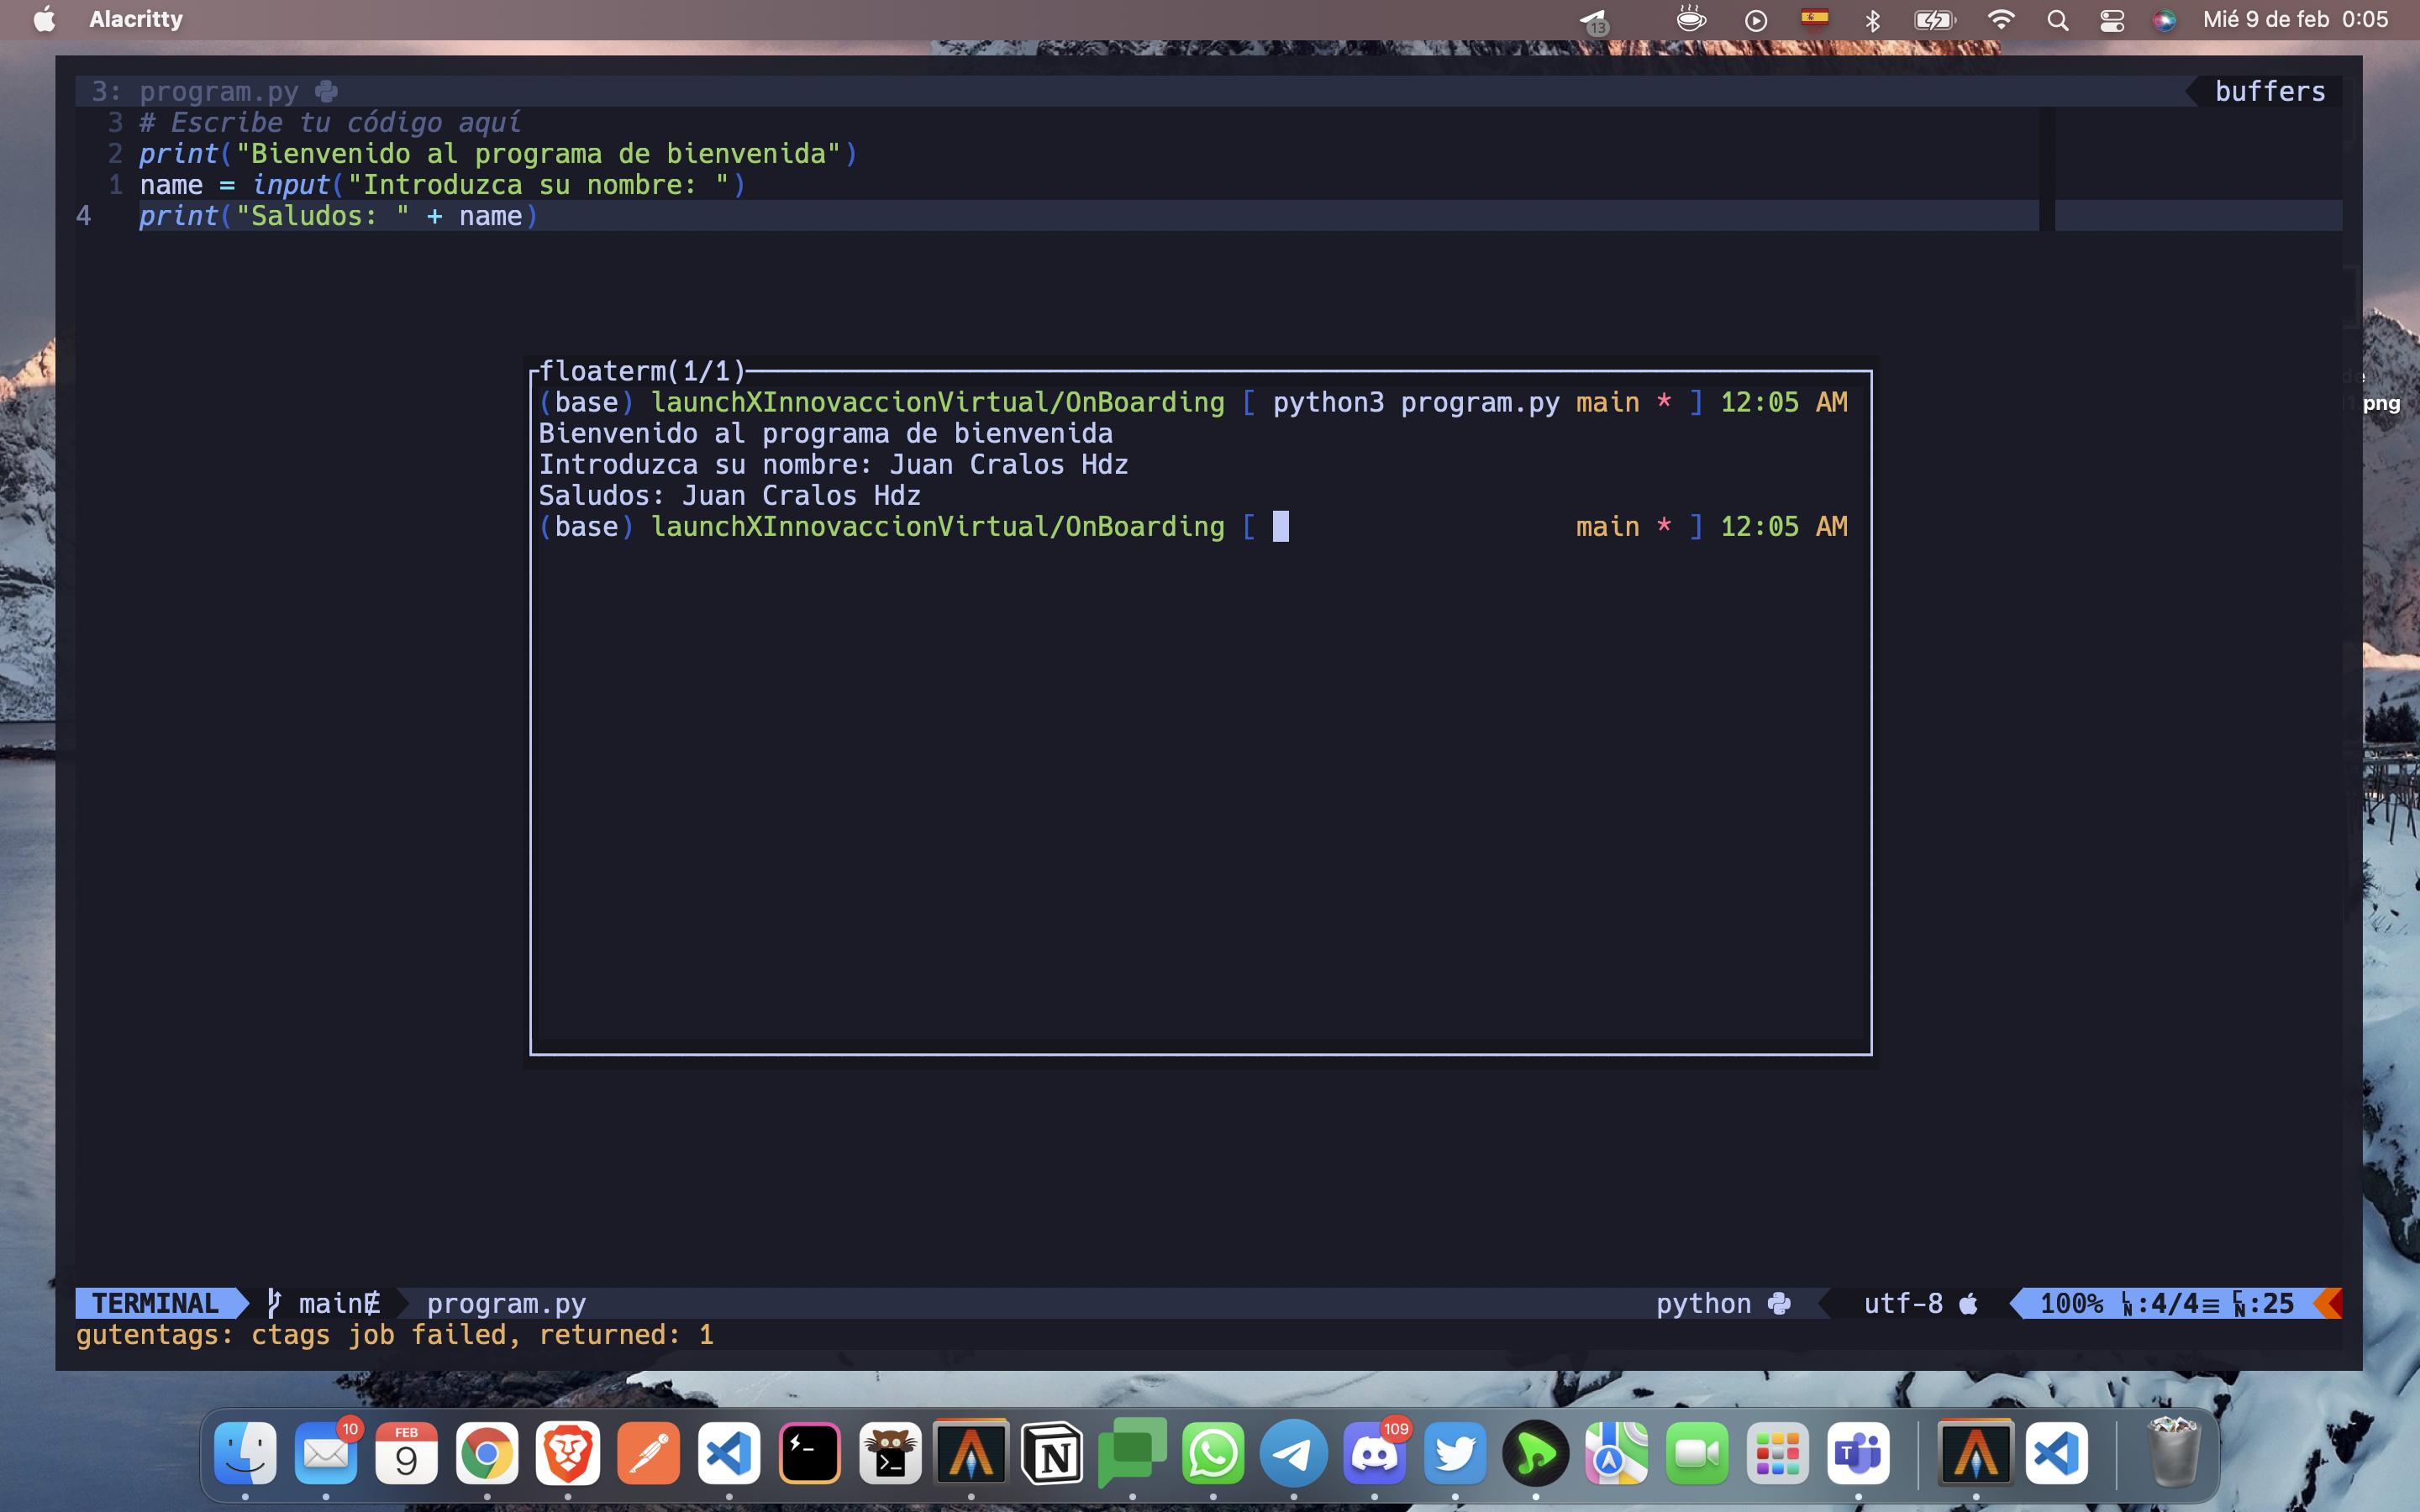 Alacritty
13
Mié 9 de feb 0:05
3: program.py
buffers
3 # Escribe tu código aquí
2 print("Bienvenido al programa de bienvenida")
1 name = input("Introduzca su nombre: ")
4 print("Saludos: " + name)
floaterm(1/1)
(base) launchXInnovaccionVirtual/OnBoarding [ python3 program.py main * ] 12:05 AM
Bienvenido al programa de bienvenida
Introduzca su nombre: Juan Cralos Hdz
Saludos: Juan Cralos Hdz
(base) launchXInnovaccionVirtual/OnBoarding [ main * ] 12:05 AM
png
TERMINAL main program.py python utf-8 100% LN:4/4 CN:25
gutentags: ctags job failed, returned: 1
10
FEB
9
109